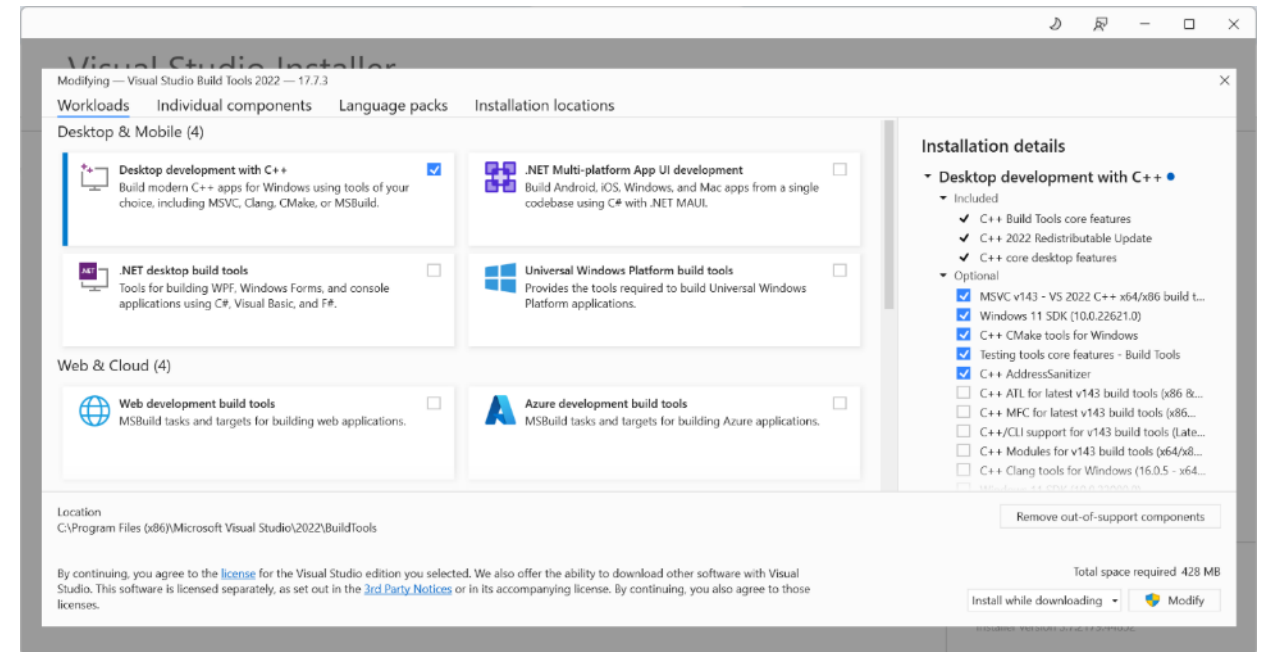 Visual Studio Installer
Modifying — Visual Studio Build Tools 2022 — 17.7.3
Workloads Individual components Language packs Installation locations
Desktop & Mobile (4)
Desktop development with C++
Build modern C++ apps for Windows using tools of your
choice, including MSVC, Clang, CMake, or MSBuild.
.NET Multi-platform App UI development
Build Android, iOS, Windows, and Mac apps from a single
codebase using C# with .NET MAUI.
.NET
.NET desktop build tools
Tools for building WPF, Windows Forms, and console
applications using C#, Visual Basic, and F#.
Universal Windows Platform build tools
Provides the tools required to build Universal Windows
Platform applications.
Web & Cloud (4)
Web development build tools
MSBuild tasks and targets for building web applications.
Azure development build tools
MSBuild tasks and targets for building Azure applications.
Installation details
Desktop development with C++
Included
C++ Build Tools core features
C++ 2022 Redistributable Update
C++ core desktop features
Optional
MSVC v143 - VS 2022 C++ x64/x86 build t...
Windows 11 SDK (10.0.22621.0)
C++ CMake tools for Windows
Testing tools core features - Build Tools
C++ AddressSanitizer
C++ ATL for latest v143 build tools (x86 &...
C++ MFC for latest v143 build tools (x86...
C++/CLI support for v143 build tools (Late...
C++ Modules for v143 build tools (x64/x8...
C++ Clang tools for Windows (16.0.5 - x64...
Windows 11 SDK
Location
C:\Program Files (x86)\Microsoft Visual Studio\2022\BuildTools
Remove out-of-support components
By continuing, you agree to the license for the Visual Studio edition you selected. We also offer the ability to download other software with Visual
Studio. This software is licensed separately, as set out in the 3rd Party Notices or in its accompanying license. By continuing, you also agree to those
licenses.
Total space required 428 MB
Install while downloading Modify
Installer version